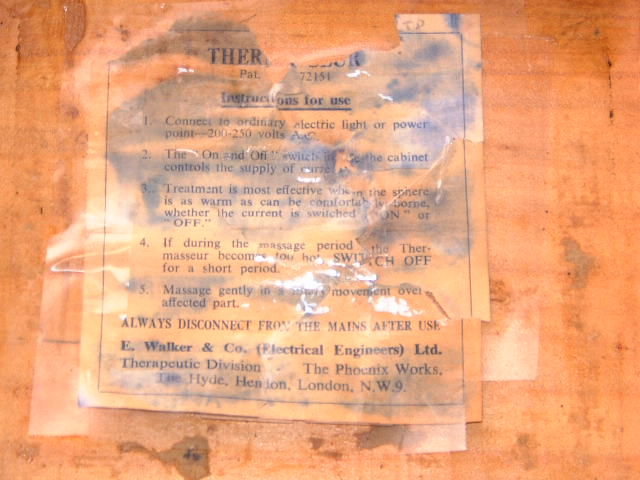 Pat. 72151
Instructions for use
1. Connect to ordinary electric light or power
point—200-250 volts A.C.
2. The "On and Off" switch the cabinet
controls the supply of
3. Treatment is most effective when the sphere
is as warm as can be comfortably borne,
whether the current is switched "ON" or
"OFF."
4. If during the massage period the Ther-
masseur becomes too hot, SWITCH OFF
for a short period.
5. Massage gently in a movement over
affected part.
ALWAYS DISCONNECT FROM THE MAINS AFTER USE
E. Walker & Co. (Electrical Engineers) Ltd.
Therapeutic Division The Phoenix Works,
The Hyde, Hendon, London, N.W.9.